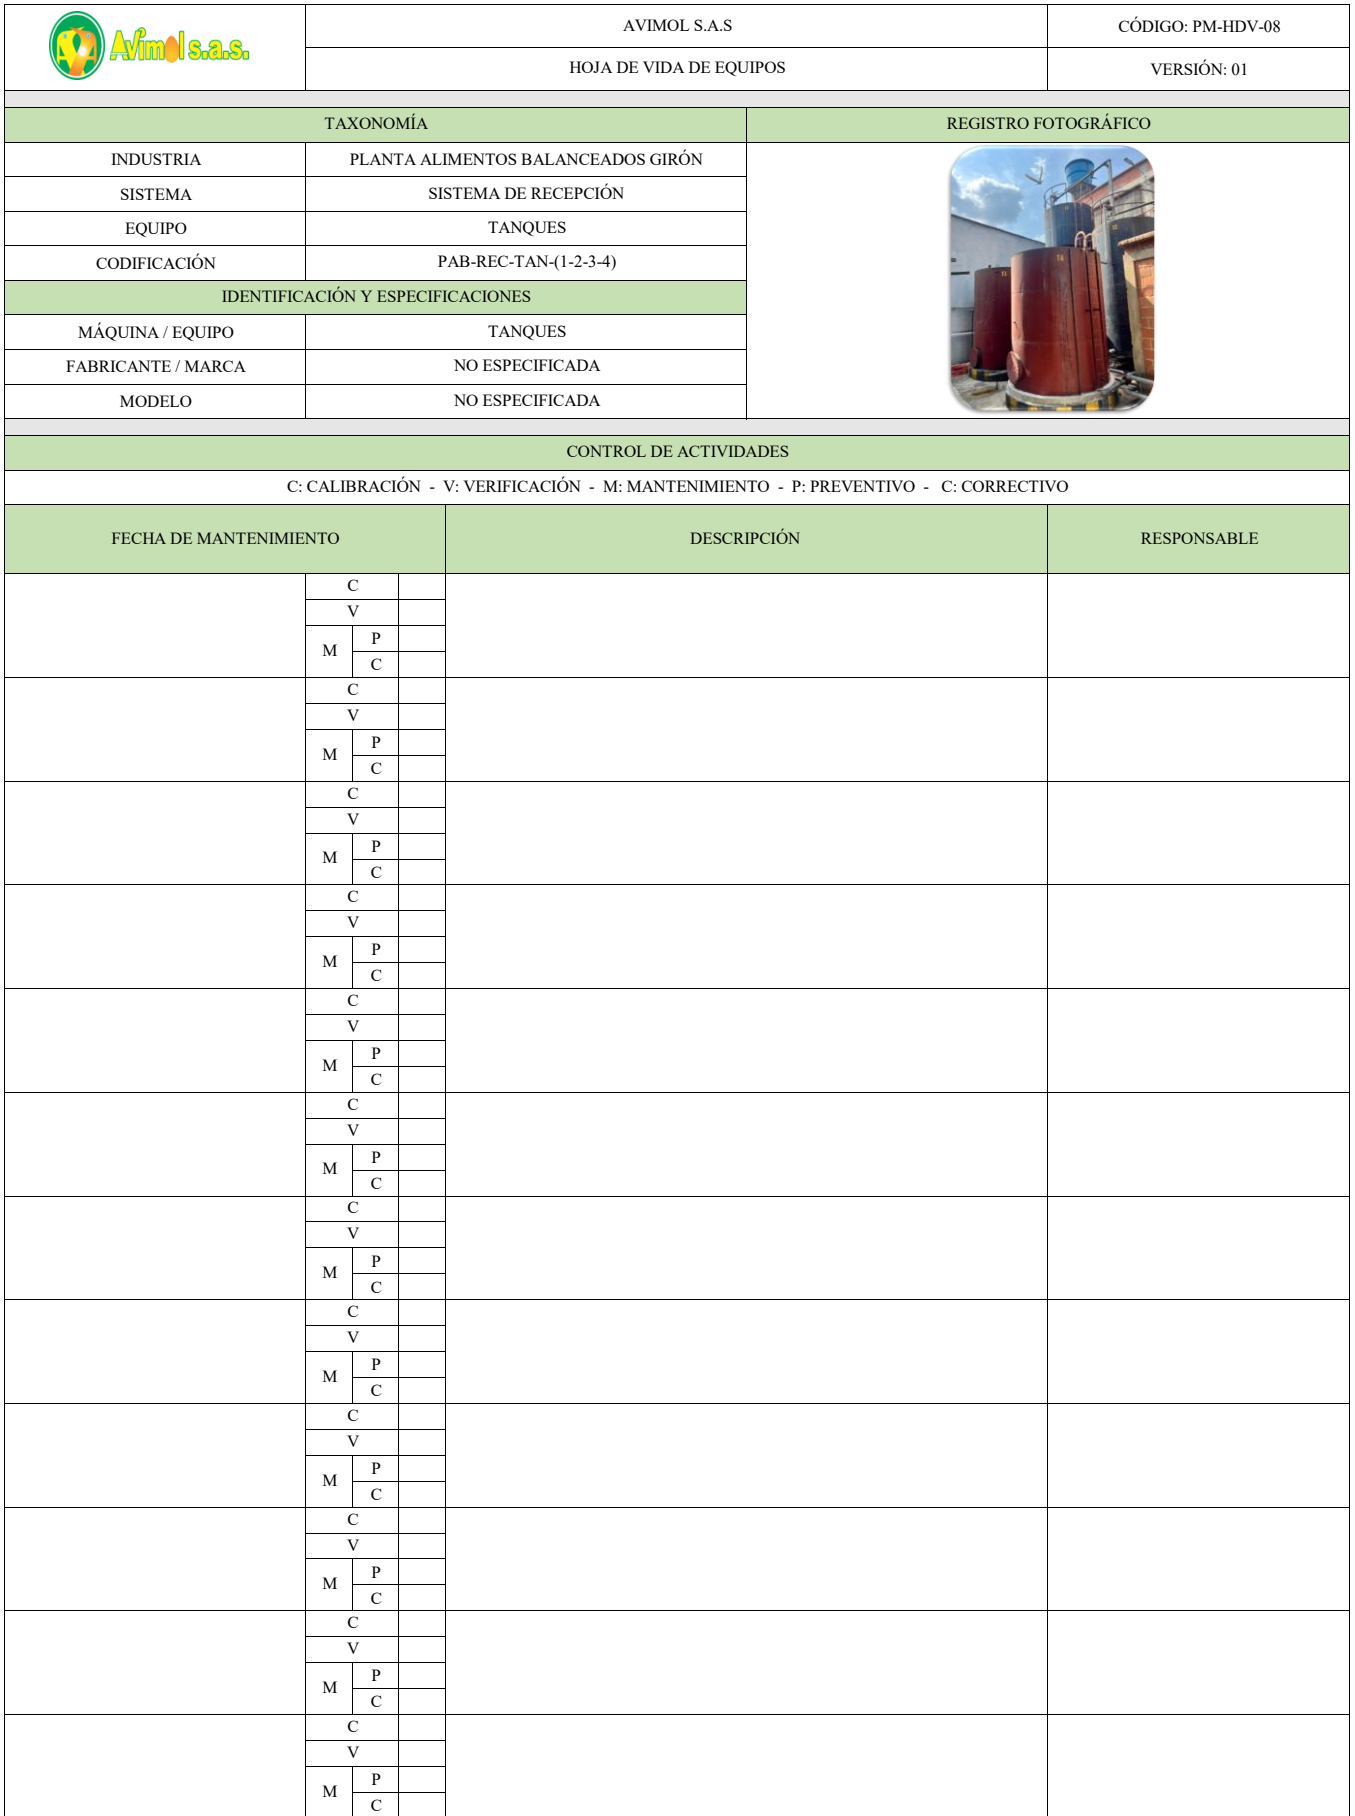 Avimol s.a.s.
AVIMOL S.A.S
CÓDIGO: PM-HDV-08
HOJA DE VIDA DE EQUIPOS
VERSIÓN: 01
TAXONOMÍA
REGISTRO FOTOGRÁFICO
INDUSTRIA
PLANTA ALIMENTOS BALANCEADOS GIRÓN
SISTEMA
SISTEMA DE RECEPCIÓN
EQUIPO
TANQUES
CODIFICACIÓN
PAB-REC-TAN-(1-2-3-4)
IDENTIFICACIÓN Y ESPECIFICACIONES
MÁQUINA / EQUIPO
TANQUES
FABRICANTE / MARCA
NO ESPECIFICADA
MODELO
NO ESPECIFICADA
CONTROL DE ACTIVIDADES
C: CALIBRACIÓN - V: VERIFICACIÓN - M: MANTENIMIENTO - P: PREVENTIVO - C: CORRECTIVO
FECHA DE MANTENIMIENTO
DESCRIPCIÓN
RESPONSABLE
C
V
M
P
C
C
V
M
P
C
C
V
M
P
C
C
V
M
P
C
C
V
M
P
C
C
V
M
P
C
C
V
M
P
C
C
V
M
P
C
C
V
M
P
C
C
V
M
P
C
C
V
M
P
C
C
V
M
P
C